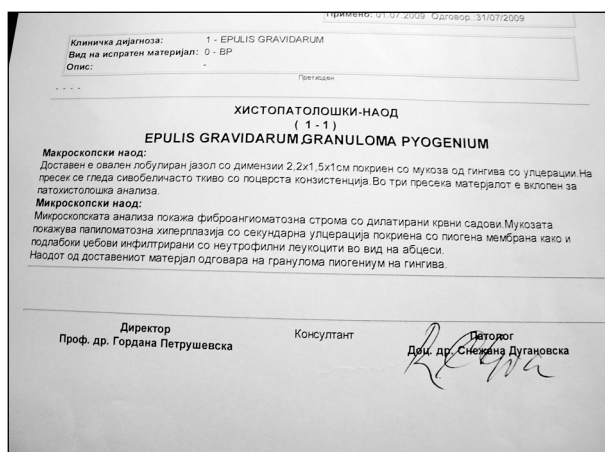 Примено: 01.07.2009 Одговор.:31/07/2009
Клиничка дијагноза: 1 - EPULIS GRAVIDARUM
Вид на испратен материјал: 0 - BP
Опис: -
Претходен
- - - -
ХИСТОПАТОЛОШКИ-НАОД
( 1-1 )
EPULIS GRAVIDARUM,GRANULOMA PYOGENIUM
Макроскопски наод:
Доставен е овален лобулиран јазол со димензии 2,2x1,5x1см покриен со мукоза од гингива со улцерации.На
пресек се гледа сивобеличасто ткиво со поцврста конзистенција.Во три пресека матерјалот е вклопен за
патохистолошка анализа.
Микроскопски наод:
Микроскопската анализа покажа фиброангиоматозна строма со дилатирани крвни садови.Мукозата
покажува папиломатозна хиперплазија со секундарна улцерација покриена со пиогена мембрана како и
подлабоки џебови инфилтрирани со неутрофилни леукоцити во вид на абцеси.
Наодот од доставениот матерјал одговара на гранулома пиогениум на гингива.
Директор
Проф. др. Гордана Петрушевска
Консултант
Патолог
Доц. др. Снежана Дугановска